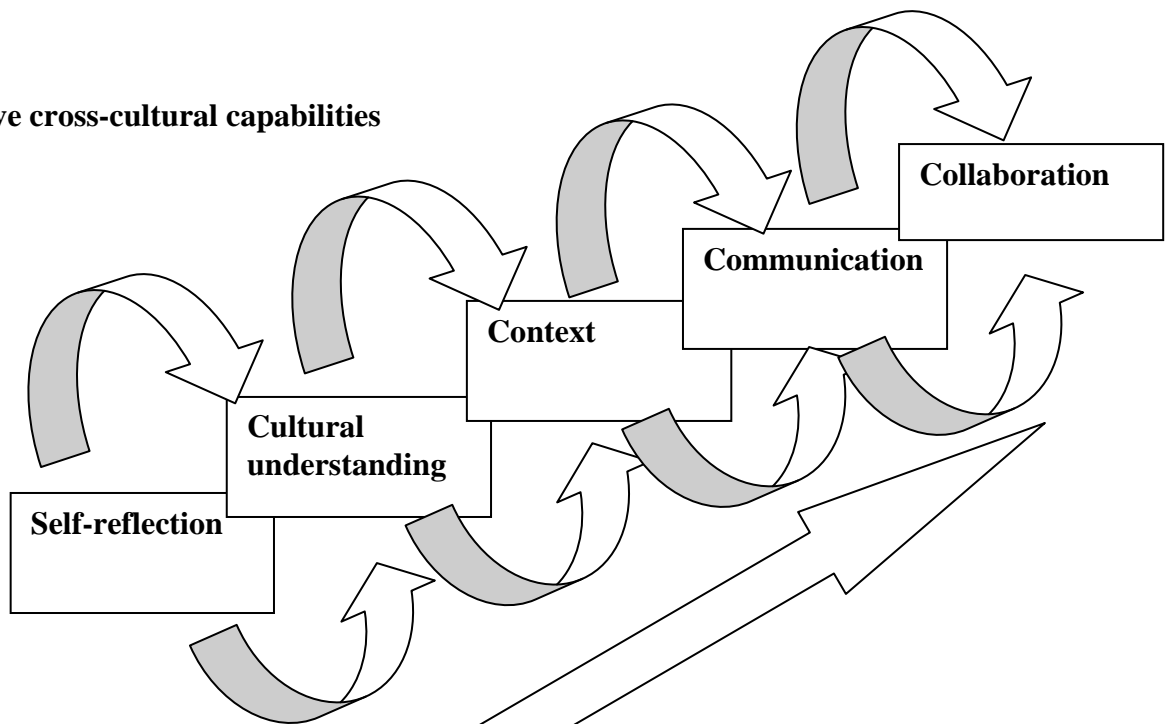 ve cross-cultural capabilities
Self-reflection
Cultural
understanding
Context
Communication
Collaboration